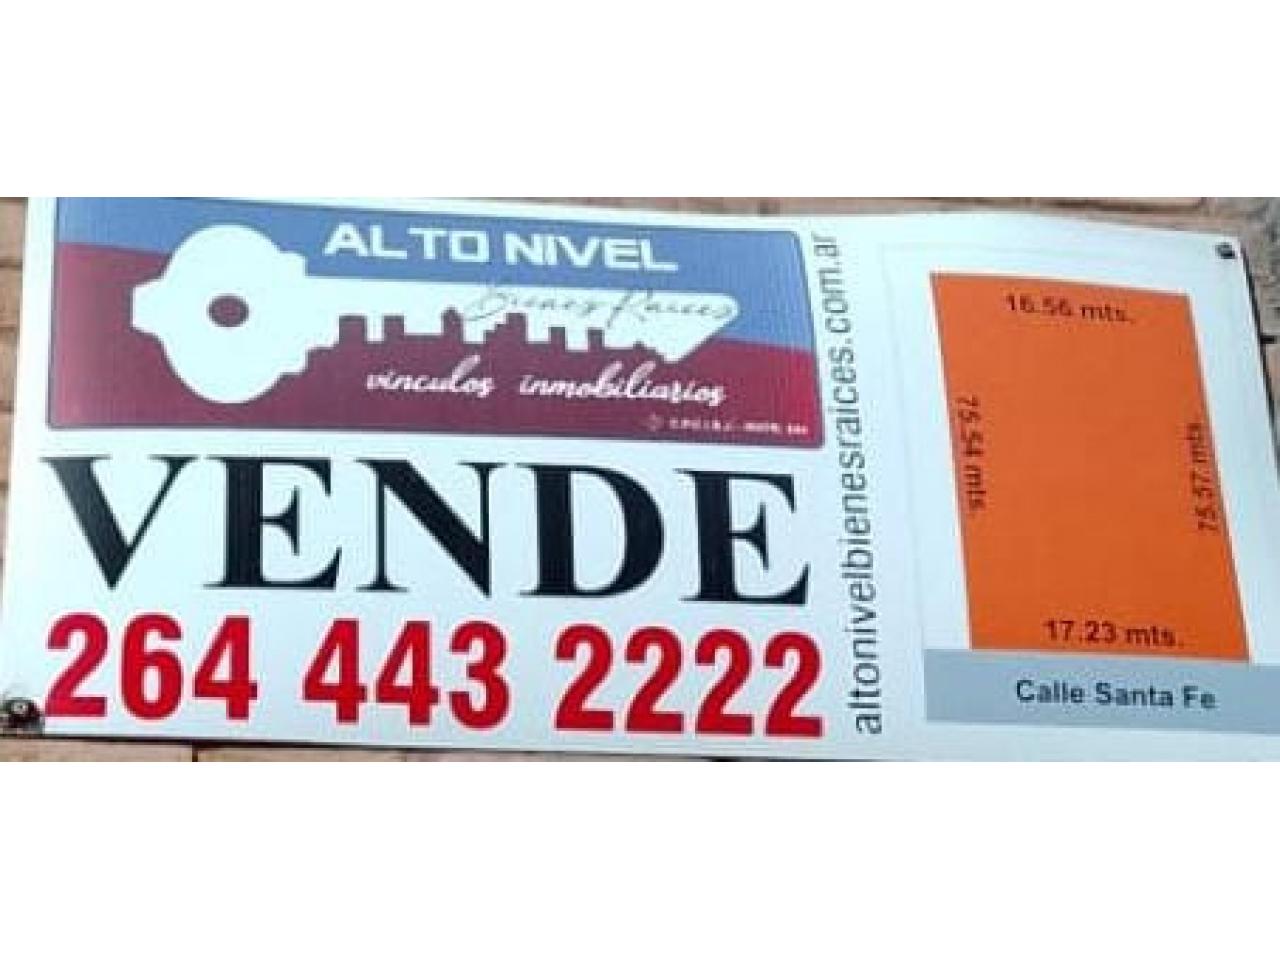 ALTO NIVEL
Bienes Raices
vinculos inmobiliarios
VENDE
264 443 2222
altonivelbienesraices.com.ar
16.56 mts.
75.54 mts.
75.57 mts.
17.23 mts.
Calle Santa Fe